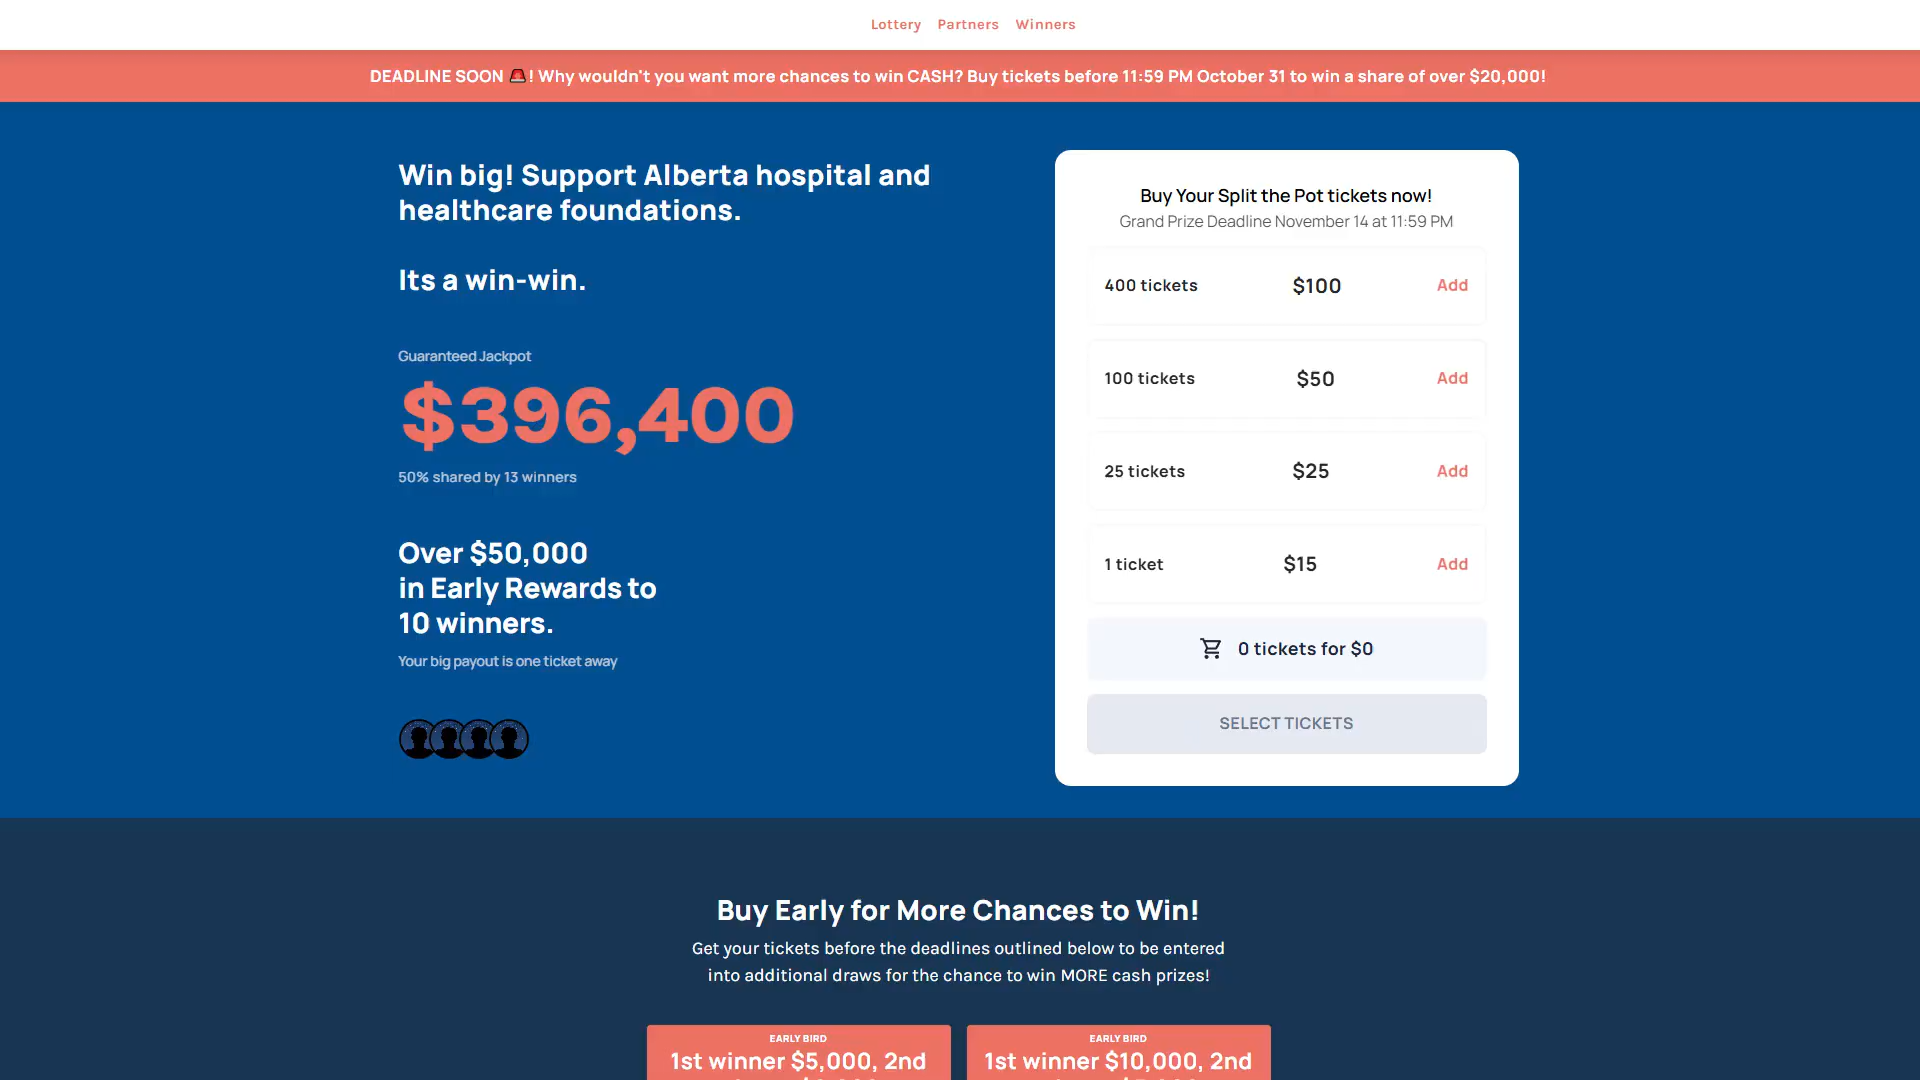 Lottery Partners Winners
DEADLINE SOON 🚨! Why wouldn't you want more chances to win CASH? Buy tickets before 11:59 PM October 31 to win a share of over $20,000!
Win big! Support Alberta hospital and
healthcare foundations.
Its a win-win.
Guaranteed Jackpot
$396,400
50% shared by 13 winners
Over $50,000
in Early Rewards to
10 winners.
Your big payout is one ticket away
Buy Your Split the Pot tickets now!
Grand Prize Deadline November 14 at 11:59 PM
400 tickets $100 Add
100 tickets $50 Add
25 tickets $25 Add
1 ticket $15 Add
0 tickets for $0
SELECT TICKETS
Buy Early for More Chances to Win!
Get your tickets before the deadlines outlined below to be entered
into additional draws for the chance to win MORE cash prizes!
EARLY BIRD
1st winner $5,000, 2nd
EARLY BIRD
1st winner $10,000, 2nd